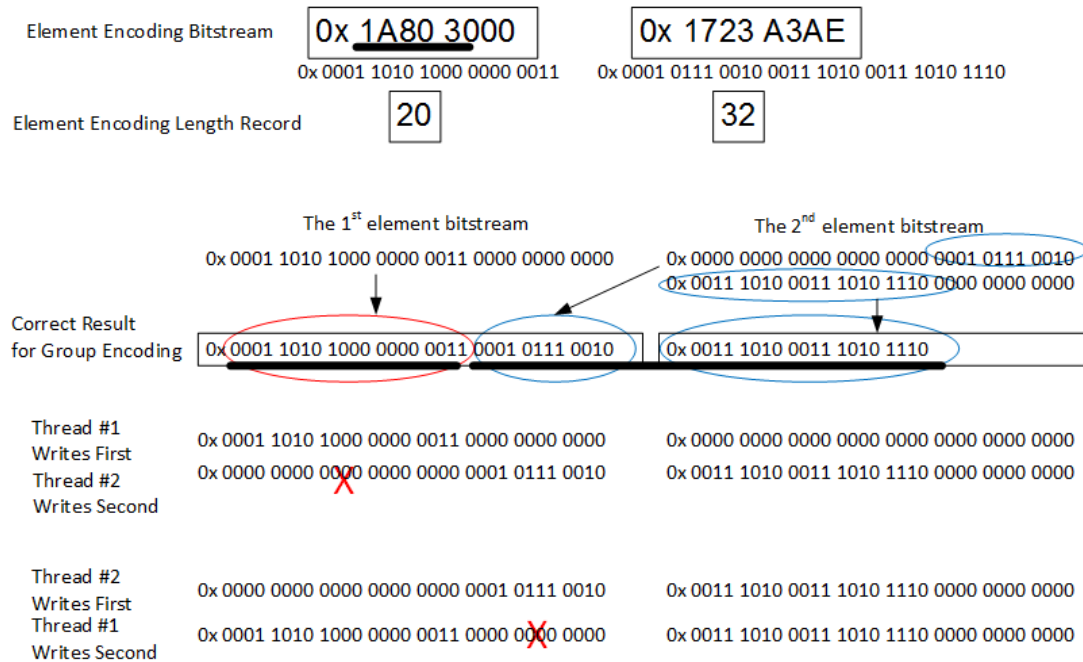 Element Encoding Bitstream
0x 1A80 3000
0x 1723 A3AE
0x 0001 1010 1000 0000 0011
0x 0001 0111 0010 0011 1010 0011 1010 1110
Element Encoding Length Record
20
32
The 1st element bitstream
The 2nd element bitstream
0x 0001 1010 1000 0000 0011 0000 0000 0000
0x 0000 0000 0000 0000 0000 0001 0111 0010
0x 0011 1010 0011 1010 1110 0000 0000 0000
Correct Result
for Group Encoding
0x 0001 1010 1000 0000 0011 0001 0111 0010
0x 0011 1010 0011 1010 1110
Thread #1
Writes First
0x 0001 1010 1000 0000 0011 0000 0000 0000
0x 0000 0000 0000 0000 0000 0000 0000 0000
Thread #2
Writes Second
0x 0000 0000 0000 0000 0000 0001 0111 0010
0x 0011 1010 0011 1010 1110 0000 0000 0000
X
Thread #2
Writes First
0x 0000 0000 0000 0000 0000 0001 0111 0010
0x 0011 1010 0011 1010 1110 0000 0000 0000
Thread #1
Writes Second
0x 0001 1010 1000 0000 0011 0000 0000 0000
0x 0011 1010 0011 1010 1110 0000 0000 0000
X